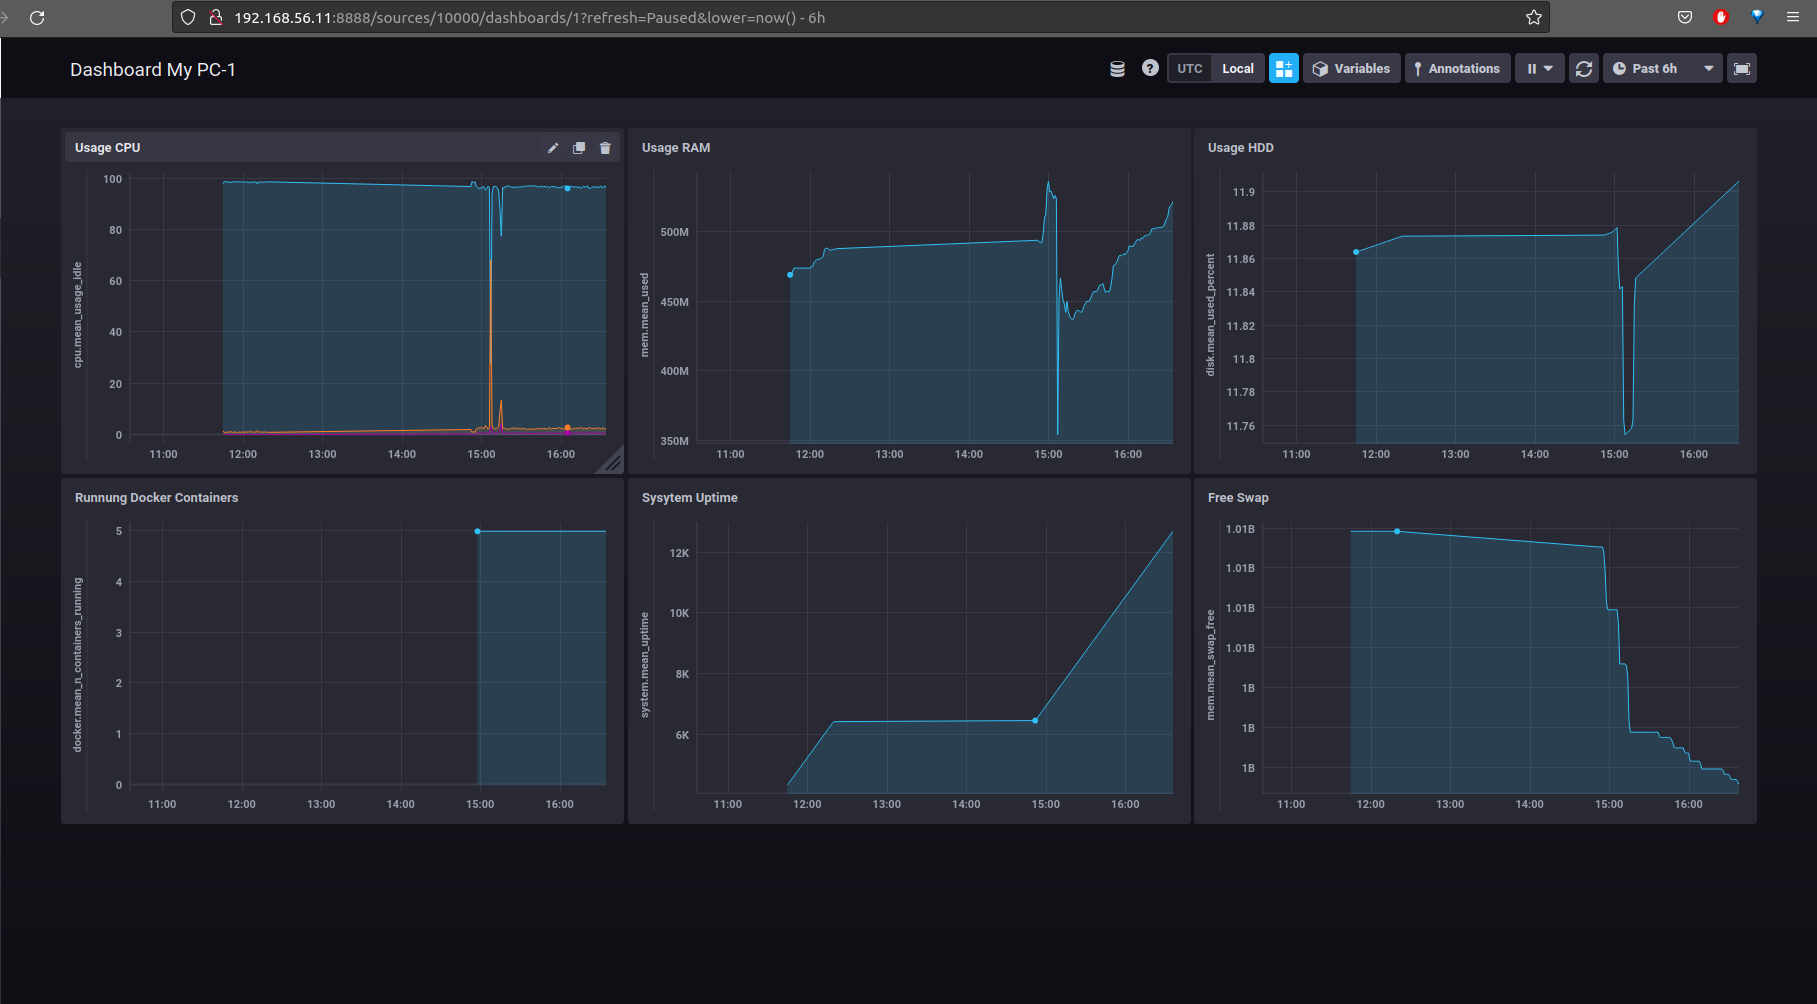 192.168.56.11:8888/sources/10000/dashboards/1?refresh=Paused&lower=now() - 6h
Dashboard My PC-1
UTC Local Variables Annotations Past 6h
Usage CPU
cpu.mean_usage_idle
100
80
60
40
20
0
11:00 12:00 13:00 14:00 15:00 16:00
Usage RAM
mem.mean_used
500M
450M
400M
350M
11:00 12:00 13:00 14:00 15:00 16:00
Usage HDD
disk.mean_used_percent
11.9
11.88
11.86
11.84
11.82
11.8
11.78
11.76
11:00 12:00 13:00 14:00 15:00 16:00
Runnung Docker Containers
docker.mean_n_containers_running
5
4
3
2
1
0
11:00 12:00 13:00 14:00 15:00 16:00
Sysytem Uptime
system.mean_uptime
12K
10K
8K
6K
11:00 12:00 13:00 14:00 15:00 16:00
Free Swap
mem.mean_swap_free
1.01B
1.01B
1.01B
1.01B
1B
1B
1B
11:00 12:00 13:00 14:00 15:00 16:00